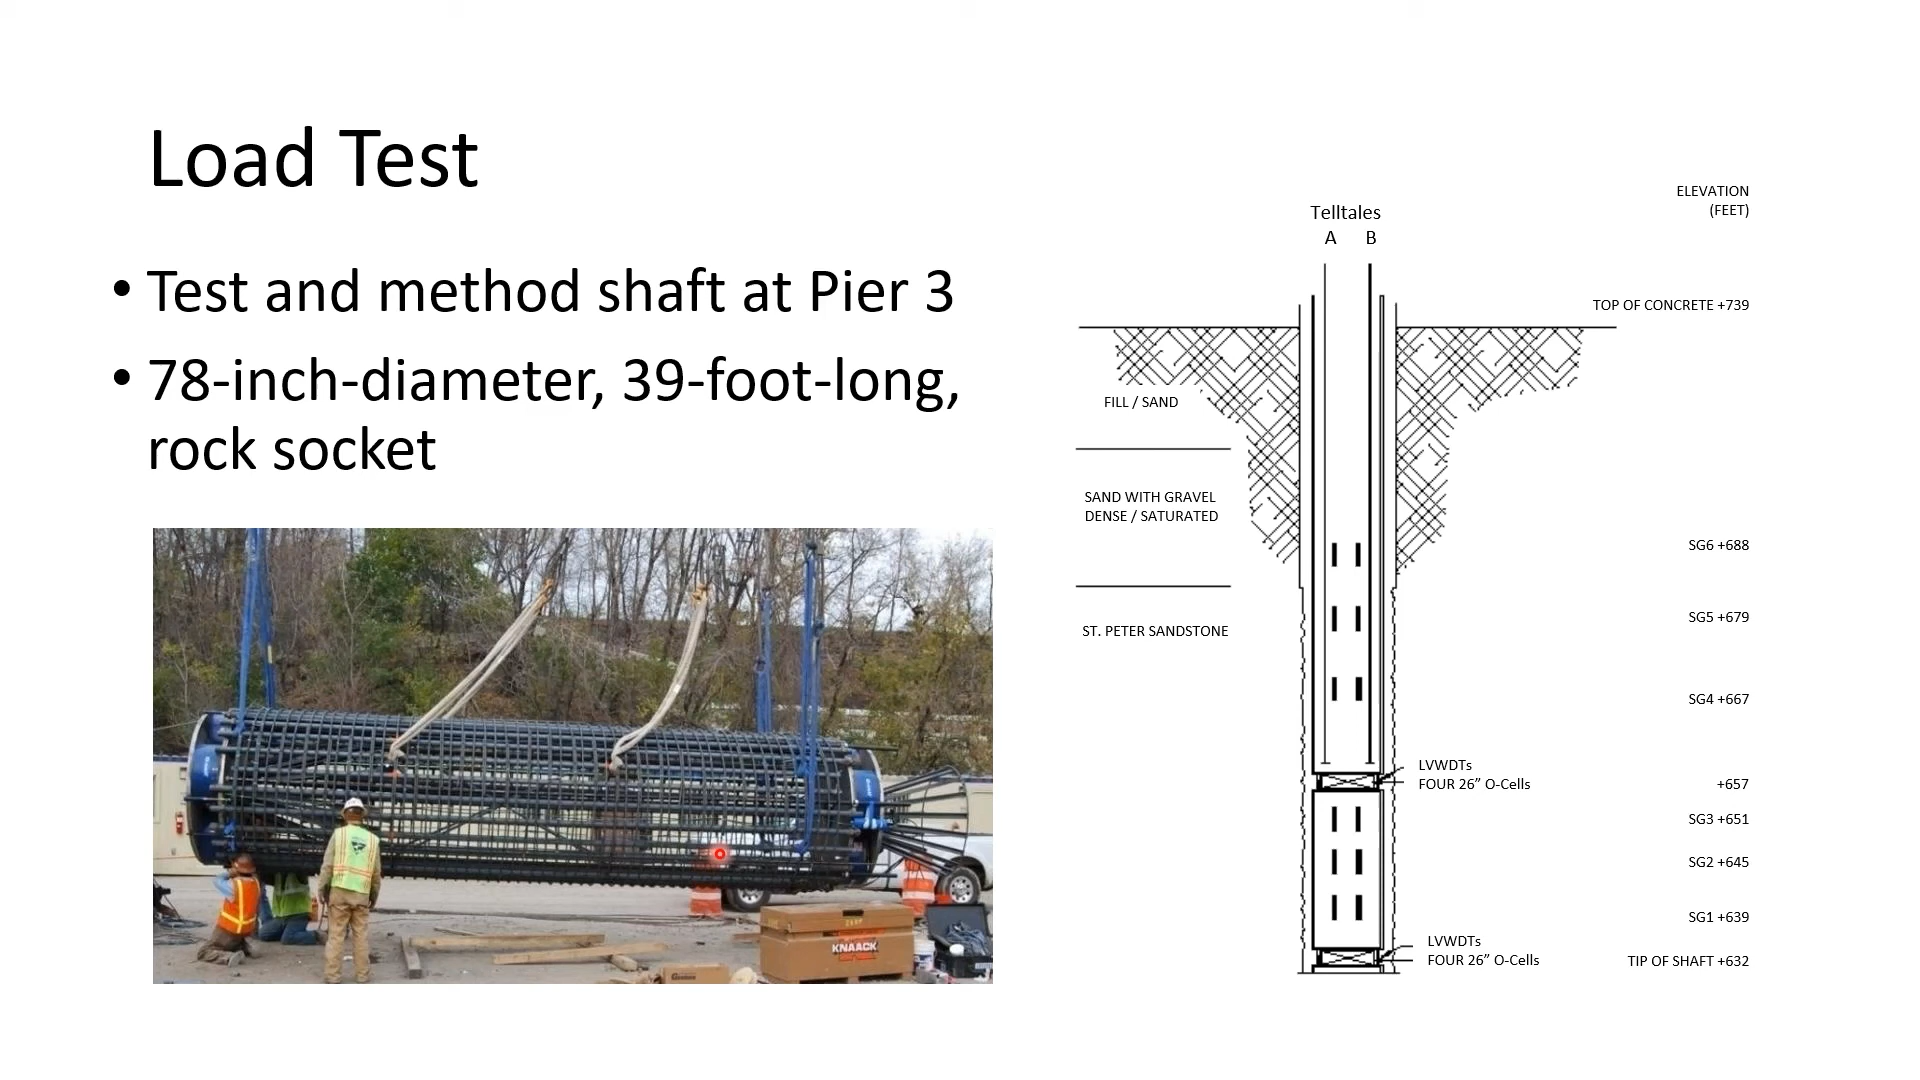 Load Test
• Test and method shaft at Pier 3
• 78-inch-diameter, 39-foot-long,
rock socket
KNAACK
Telltales
A B
ELEVATION
(FEET)
TOP OF CONCRETE +739
FILL / SAND
SAND WITH GRAVEL
DENSE / SATURATED
ST. PETER SANDSTONE
SG6 +688
SG5 +679
SG4 +667
LVWDTs
FOUR 26” O-Cells
+657
SG3 +651
SG2 +645
SG1 +639
LVWDTs
FOUR 26” O-Cells
TIP OF SHAFT +632